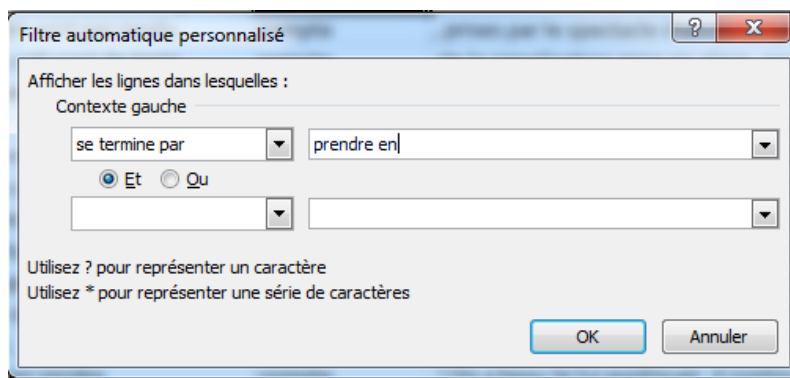 Filtre automatique personnalisé
Afficher les lignes dans lesquelles :
Contexte gauche
se termine par prendre en
Et Ou
Utilisez ? pour représenter un caractère
Utilisez * pour représenter une série de caractères
OK Annuler